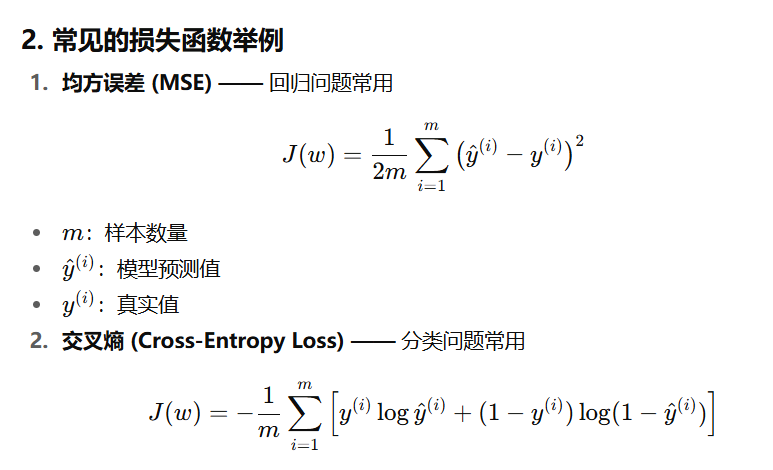 2. 常见的损失函数举例
1. 均方误差 (MSE) —— 回归问题常用
$J(w) = \frac{1}{2m} \sum_{i=1}^{m} \left( \hat{y}^{(i)} - y^{(i)} \right)^2$
• $m$：样本数量
• $\hat{y}^{(i)}$：模型预测值
• $y^{(i)}$：真实值
2. 交叉熵 (Cross-Entropy Loss) —— 分类问题常用
$J(w) = -\frac{1}{m} \sum_{i=1}^{m} \left[ y^{(i)} \log \hat{y}^{(i)} + (1 - y^{(i)}) \log(1 - \hat{y}^{(i)}) \right]$